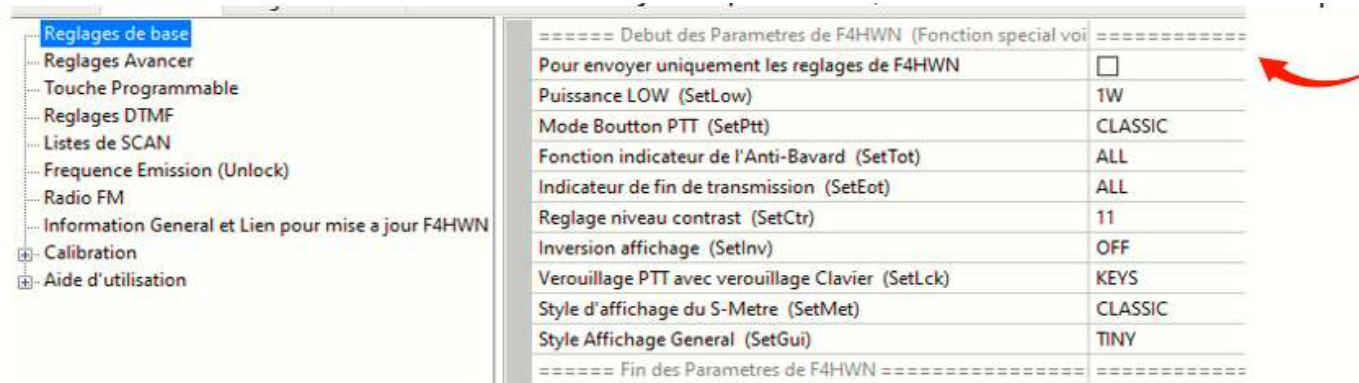 Reglages de base
Reglages Avancer
Touche Programmable
Reglages DTMF
Listes de SCAN
Frequence Emission (Unlock)
Radio FM
Information General et Lien pour mise a jour F4HWN
Calibration
Aide d'utilisation
====== Debut des Parametres de F4HWN (Fonction special voi =============
Pour envoyer uniquement les reglages de F4HWN
Puissance LOW (SetLow) 1W
Mode Boutton PTT (SetPtt) CLASSIC
Fonction indicateur de l'Anti-Bavard (SetTot) ALL
Indicateur de fin de transmission (SetEot) ALL
Reglage niveau contrast (SetCtr) 11
Inversion affichage (SetInv) OFF
Verouillage PTT avec verouillage Clavier (SetLck) KEYS
Style d'affichage du S-Metre (SetMet) CLASSIC
Style Affichage General (SetGui) TINY
====== Fin des Parametres de F4HWN ================ =============